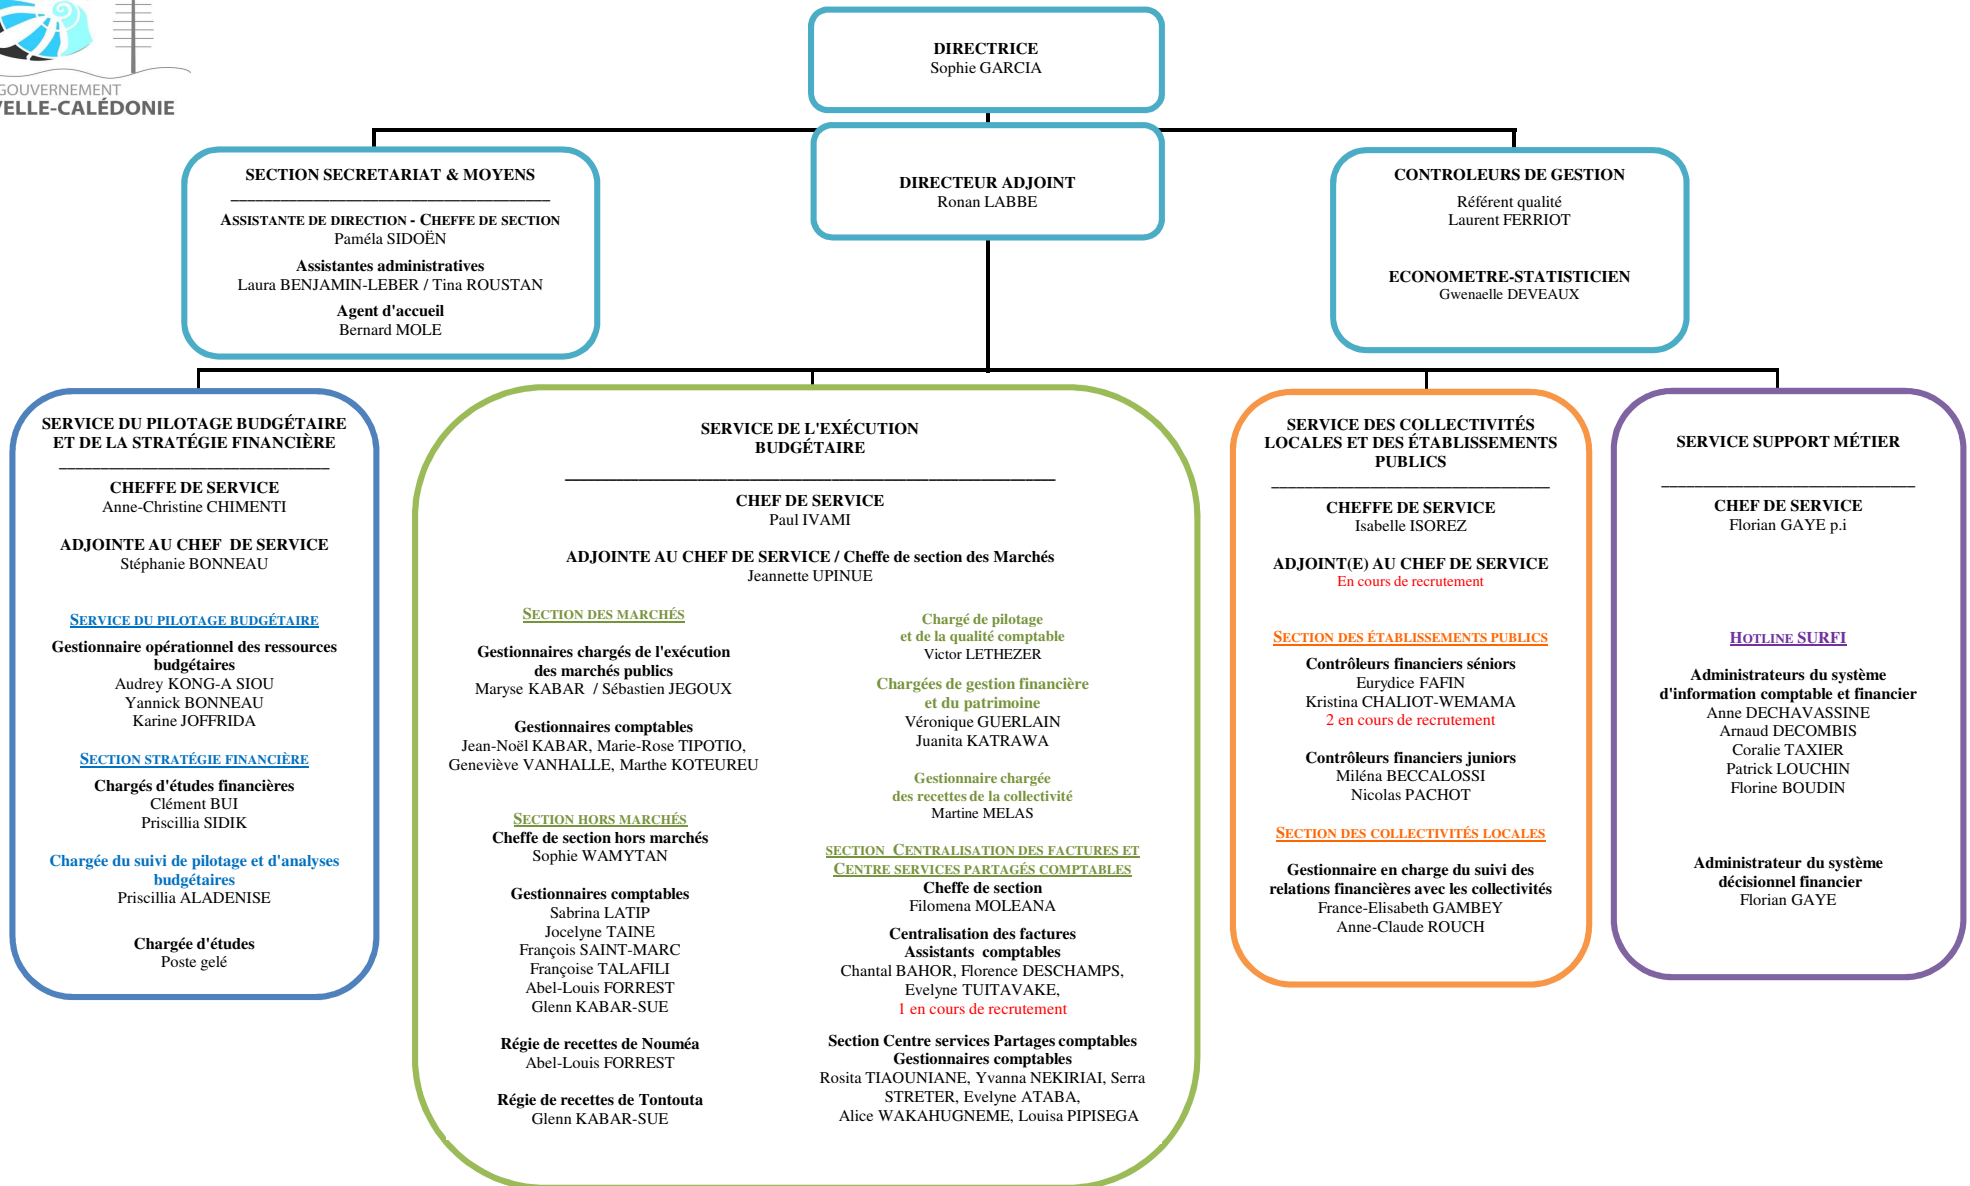 GOUVERNEMENT
VELLE-CALÉDONIE
DIRECTRICE
Sophie GARCIA
DIRECTEUR ADJOINT
Ronan LABBE
SECTION SECRETARIAT & MOYENS
ASSISTANTE DE DIRECTION - CHEFFE DE SECTION
Paméla SIDOËN
Assistantes administratives
Laura BENJAMIN-LEBER / Tina ROUSTAN
Agent d'accueil
Bernard MOLE
CONTROLEURS DE GESTION
Référent qualité
Laurent FERRIOT
ECONOMETRE-STATISTICIEN
Gwenaelle DEVEAUX
SERVICE DU PILOTAGE BUDGÉTAIRE
ET DE LA STRATÉGIE FINANCIÈRE
CHEFFE DE SERVICE
Anne-Christine CHIMENTI
ADJOINTE AU CHEF DE SERVICE
Stéphanie BONNEAU
SERVICE DU PILOTAGE BUDGÉTAIRE
Gestionnaire opérationnel des ressources
budgétaires
Audrey KONG-A SIOU
Yannick BONNEAU
Karine JOFFRIDA
SECTION STRATÉGIE FINANCIÈRE
Chargés d'études financières
Clément BUI
Priscillia SIDIK
Chargée du suivi de pilotage et d'analyses
budgétaires
Priscillia ALADENISE
Chargée d'études
Poste gelé
SERVICE DE L'EXÉCUTION
BUDGÉTAIRE
CHEF DE SERVICE
Paul IVAMI
ADJOINTE AU CHEF DE SERVICE / Cheffe de section des Marchés
Jeannette UPINUE
SECTION DES MARCHÉS
Gestionnaires chargés de l'exécution
des marchés publics
Maryse KABAR / Sébastien JEGOUX
Gestionnaires comptables
Jean-Noël KABAR, Marie-Rose TIPOTIO,
Geneviève VANHALLE, Marthe KOTEUREU
SECTION HORS MARCHÉS
Cheffe de section hors marchés
Sophie WAMYTAN
Gestionnaires comptables
Sabrina LATIP
Jocelyne TAINE
François SAINT-MARC
Françoise TALAFILI
Abel-Louis FORREST
Glenn KABAR-SUE
Régie de recettes de Nouméa
Abel-Louis FORREST
Régie de recettes de Tontouta
Glenn KABAR-SUE
Chargé de pilotage
et de la qualité comptable
Victor LETHEZER
Chargées de gestion financière
et du patrimoine
Véronique GUERLAIN
Juanita KATRAWA
Gestionnaire chargée
des recettes de la collectivité
Martine MELAS
SECTION CENTRALISATION DES FACTURES ET
CENTRE SERVICES PARTAGÉS COMPTABLES
Cheffe de section
Filomena MOLEANA
Centralisation des factures
Assistants comptables
Chantal BAHOR, Florence DESCHAMPS,
Evelyne TUITAVAKE,
1 en cours de recrutement
Section Centre services Partages comptables
Gestionnaires comptables
Rosita TIAOUNIANE, Yvanna NEKIRIAI, Serra
STRETER, Evelyne ATABA,
Alice WAKAHUGNEME, Louisa PIPISEGA
SERVICE DES COLLECTIVITÉS
LOCALES ET DES ÉTABLISSEMENTS
PUBLICS
CHEFFE DE SERVICE
Isabelle ISOREZ
ADJOINT(E) AU CHEF DE SERVICE
En cours de recrutement
SECTION DES ÉTABLISSEMENTS PUBLICS
Contrôleurs financiers séniors
Eurydice FAFIN
Kristina CHALIOT-WEMAMA
2 en cours de recrutement
Contrôleurs financiers juniors
Miléna BECCALOSSI
Nicolas PACHOT
SECTION DES COLLECTIVITÉS LOCALES
Gestionnaire en charge du suivi des
relations financières avec les collectivités
France-Elisabeth GAMBEY
Anne-Claude ROUCH
SERVICE SUPPORT MÉTIER
CHEF DE SERVICE
Florian GAYE p.i
HOTLINE SURFI
Administrateurs du système
d'information comptable et financier
Anne DECHAVASSINE
Arnaud DECOMBIS
Coralie TAXIER
Patrick LOUCHIN
Florine BOUDIN
Administrateur du système
décisionnel financier
Florian GAYE